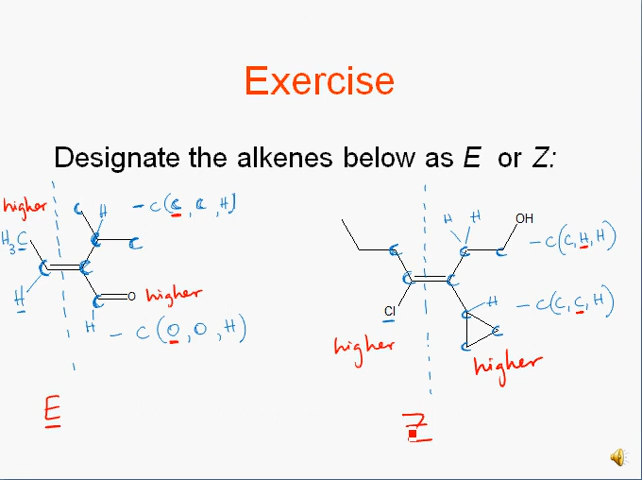 Exercise
Designate the alkenes below as E or Z:
higher
C H – C(C, C, H)
H₃C C C
C C
H C O higher
H – C(O, O, H)
E
H H OH
C C C – C(C, H, H)
C C
Cl C H – C(C, C, H)
C C
higher
higher
Z